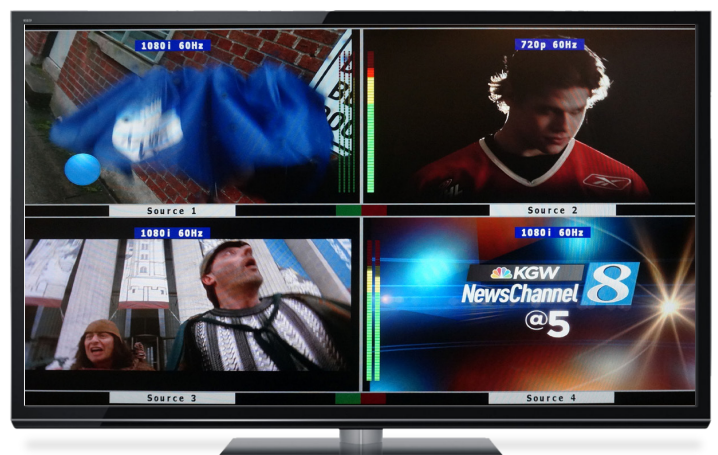 1080i 60Hz
720p 60Hz
Source 1
Source 2
1080i 60Hz
1080i 60Hz
KGW
NewsChannel 8
@5
Source 3
Source 4